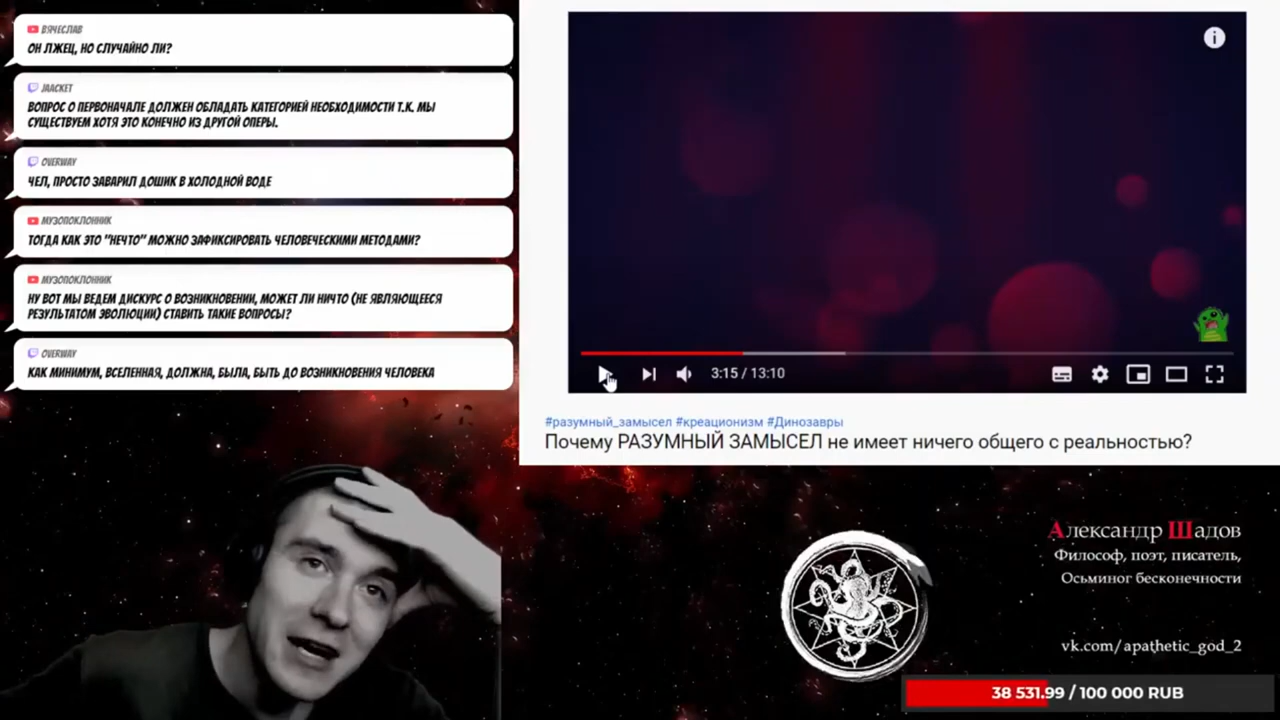 ВЯЧЕСЛАВ
ОН ЛЖЕЦ, НО СЛУЧАЙНО ЛИ?
JAACKET
ВОПРОС О ПЕРВОНАЧАЛЕ ДОЛЖЕН ОБЛАДАТЬ КАТЕГОРИЕЙ НЕОБХОДИМОСТИ Т.К. МЫ
СУЩЕСТВУЕМ ХОТЯ ЭТО КОНЕЧНО ИЗ ДРУГОЙ ОПЕРЫ.
OVERWAY
ЧЕЛ, ПРОСТО ЗАВАРИЛ ДОШИК В ХОЛОДНОЙ ВОДЕ
МУЗОПОКЛОННИК
ТОГДА КАК ЭТО "НЕЧТО" МОЖНО ЗАФИКСИРОВАТЬ ЧЕЛОВЕЧЕСКИМИ МЕТОДАМИ?
МУЗОПОКЛОННИК
НУ ВОТ МЫ ВЕДЕМ ДИСКУРС О ВОЗНИКНОВЕНИИ, МОЖЕТ ЛИ НИЧТО (НЕ ЯВЛЯЮЩЕЕСЯ
РЕЗУЛЬТАТОМ ЭВОЛЮЦИИ) СТАВИТЬ ТАКИЕ ВОПРОСЫ?
OVERWAY
КАК МИНИМУМ, ВСЕЛЕННАЯ, ДОЛЖНА, БЫЛА, БЫТЬ ДО ВОЗНИКНОВЕНИЯ ЧЕЛОВЕКА
3:15 / 13:10
#разумный_замысел #креационизм #Динозавры
Почему РАЗУМНЫЙ ЗАМЫСЕЛ не имеет ничего общего с реальностью?
Александр Шадов
Философ, поэт, писатель,
Осьминог бесконечности
vk.com/apathetic_god_2
38 531.99 / 100 000 RUB